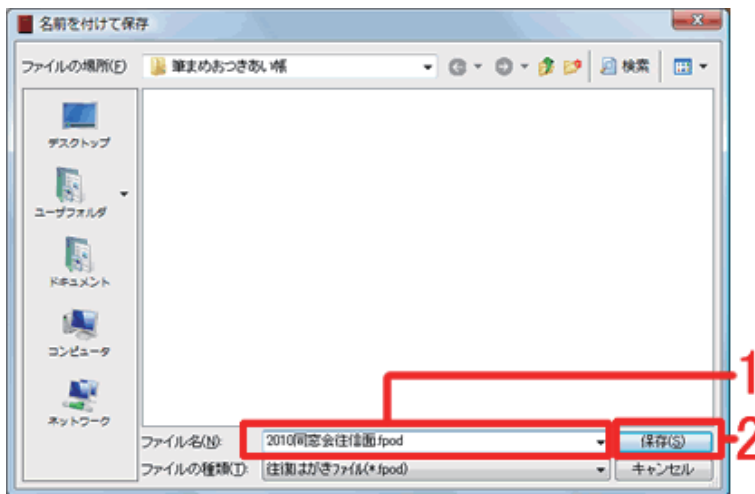 名前を付けて保存
ファイルの場所(F)
筆まめおつきあい帳
検索
デスクトップ
ユーザフォルダ
ドキュメント
コンピュータ
ネットワーク
1
ファイル名(N):
2010同窓会往信面.fpod
保存(S)
2
ファイルの種類(T):
往復はがきファイル(*.fpod)
キャンセル